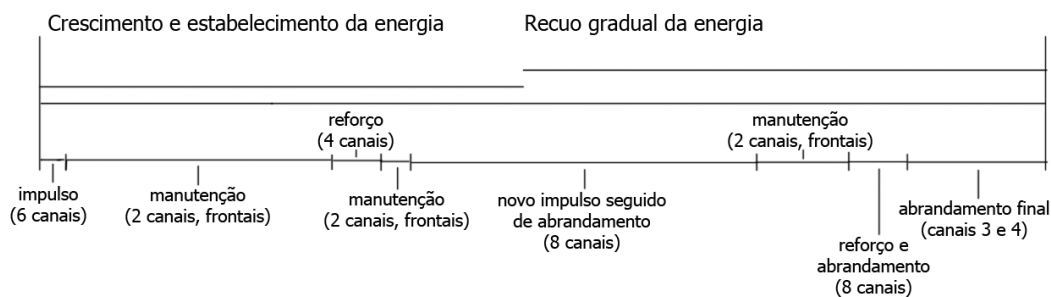 Crescimento e estabelecimento da energia
Recuo gradual da energia
reforço
(4 canais)
manutenção
(2 canais, frontais)
impulso
(6 canais)
manutenção
(2 canais, frontais)
manutenção
(2 canais, frontais)
novo impulso seguido
de abrandamento
(8 canais)
abrandamento final
(canais 3 e 4)
reforço e
abrandamento
(8 canais)